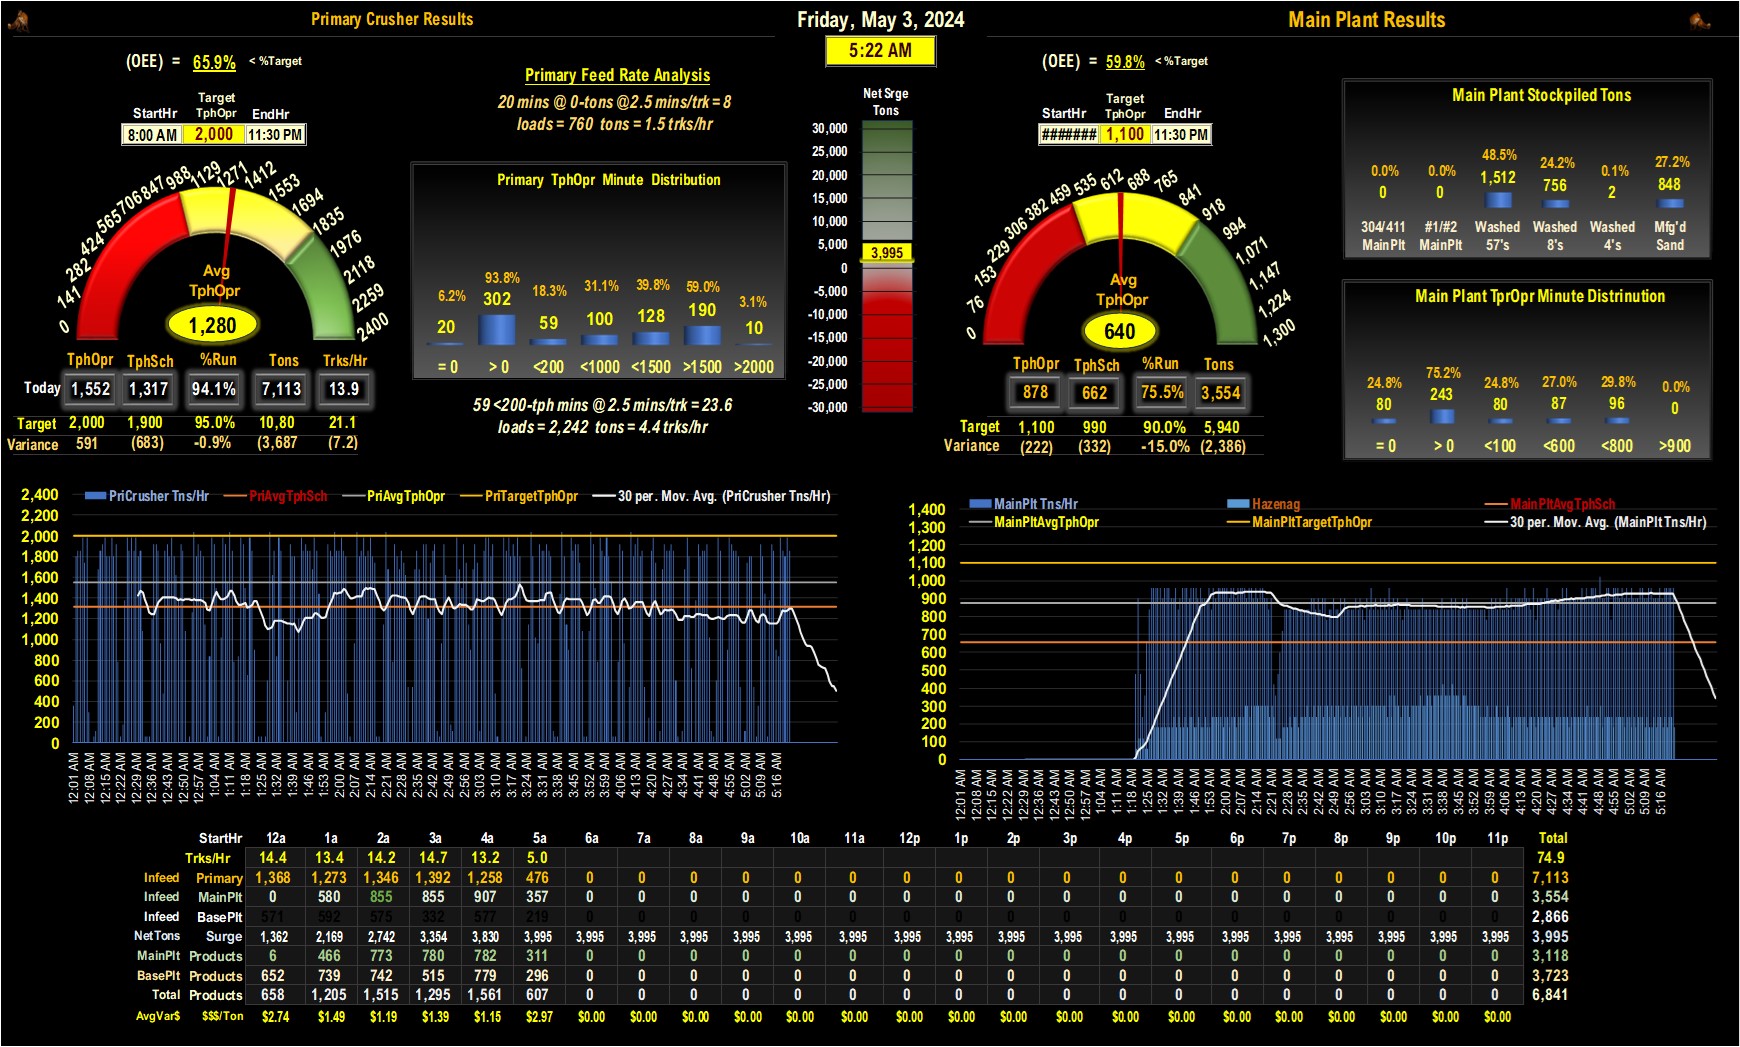 Primary Crusher Results
Friday, May 3, 2024
Main Plant Results
5:22 AM
(OEE) = 65.9% < %Target
StartHr Target TphOpr EndHr
8:00 AM 2,000 11:30 PM
Primary Feed Rate Analysis
20 mins @ 0-tons @2.5 mins/trk = 8
loads = 760 tons = 1.5 trks/hr
0 141 282 424 565 706 847 988 1129 1271 1412 1553 1694 1835 1976 2118 2259 2400
Avg
TphOpr
1,280
TphOpr TphSch %Run Tons Trks/Hr
Today 1,552 1,317 94.1% 7,113 13.9
Target 2,000 1,900 95.0% 10,80 21.1
Variance 591 (683) -0.9% (3,687 (7.2)
Primary TphOpr Minute Distribution
6.2% 93.8% 18.3% 31.1% 39.8% 59.0% 3.1%
20 302 59 100 128 190 10
= 0 > 0 <200 <1000 <1500 >1500 >2000
59 <200-tph mins @ 2.5 mins/trk = 23.6
loads = 2,242 tons = 4.4 trks/hr
Net Srge
Tons
30,000
25,000
20,000
15,000
10,000
5,000
3,995
0
-5,000
-10,000
-15,000
-20,000
-25,000
-30,000
(OEE) = 59.8% < %Target
StartHr Target TphOpr EndHr
####### 1,100 11:30 PM
0 76 153 229 306 382 459 535 612 688 765 841 918 994 1,071 1,147 1,224 1,300
Avg
TphOpr
640
TphOpr TphSch %Run Tons
878 662 75.5% 3,554
Target 1,100 990 90.0% 5,940
Variance (222) (332) -15.0% (2,386)
Main Plant Stockpiled Tons
0.0% 0.0% 48.5% 24.2% 0.1% 27.2%
0 0 1,512 756 2 848
304/411 #1/#2 Washed Washed Washed Mfg'd
MainPlt MainPlt 57's 8's 4's Sand
Main Plant TprOpr Minute Distrinution
24.8% 75.2% 24.8% 27.0% 29.8% 0.0%
80 243 80 87 96 0
= 0 > 0 <100 <600 <800 >900
PriCrusher Tns/Hr PriAvgTphSch PriAvgTphOpr PriTargetTphOpr 30 per. Mov. Avg. (PriCrusher Tns/Hr)
2,400
2,200
2,000
1,800
1,600
1,400
1,200
1,000
800
600
400
200
0
12:01 AM 12:08 AM 12:15 AM 12:22 AM 12:29 AM 12:36 AM 12:43 AM 12:50 AM 12:57 AM 1:04 AM 1:11 AM 1:18 AM 1:25 AM 1:32 AM 1:39 AM 1:46 AM 1:53 AM 2:00 AM 2:07 AM 2:14 AM 2:21 AM 2:28 AM 2:35 AM 2:42 AM 2:49 AM 2:56 AM 3:03 AM 3:10 AM 3:17 AM 3:24 AM 3:31 AM 3:38 AM 3:45 AM 3:52 AM 3:59 AM 4:06 AM 4:13 AM 4:20 AM 4:27 AM 4:34 AM 4:41 AM 4:48 AM 4:55 AM 5:02 AM 5:09 AM 5:16 AM
MainPlt Tns/Hr Hazenag MainPltAvgTphSch
MainPltAvgTphOpr MainPltTargetTphOpr 30 per. Mov. Avg. (MainPlt Tns/Hr)
1,400
1,300
1,200
1,100
1,000
900
800
700
600
500
400
300
200
100
0
12:01 AM 12:08 AM 12:15 AM 12:22 AM 12:29 AM 12:36 AM 12:43 AM 12:50 AM 12:57 AM 1:04 AM 1:11 AM 1:18 AM 1:25 AM 1:32 AM 1:39 AM 1:46 AM 1:53 AM 2:00 AM 2:07 AM 2:14 AM 2:21 AM 2:28 AM 2:35 AM 2:42 AM 2:49 AM 2:56 AM 3:03 AM 3:10 AM 3:17 AM 3:24 AM 3:31 AM 3:38 AM 3:45 AM 3:52 AM 3:59 AM 4:06 AM 4:13 AM 4:20 AM 4:27 AM 4:34 AM 4:41 AM 4:48 AM 4:55 AM 5:02 AM 5:09 AM 5:16 AM
StartHr 12a 1a 2a 3a 4a 5a 6a 7a 8a 9a 10a 11a 12p 1p 2p 3p 4p 5p 6p 7p 8p 9p 10p 11p Total
Trks/Hr 14.4 13.4 14.2 14.7 13.2 5.0 74.9
Infeed Primary 1,368 1,273 1,346 1,392 1,258 476 0 0 0 0 0 0 0 0 0 0 0 0 0 0 0 0 0 0 7,113
Infeed MainPlt 0 580 855 855 907 357 0 0 0 0 0 0 0 0 0 0 0 0 0 0 0 0 0 0 3,554
Infeed BasePlt 571 592 575 332 577 219 0 0 0 0 0 0 0 0 0 0 0 0 0 0 0 0 0 0 2,866
NetTons Surge 1,362 2,169 2,742 3,354 3,830 3,995 3,995 3,995 3,995 3,995 3,995 3,995 3,995 3,995 3,995 3,995 3,995 3,995 3,995 3,995 3,995 3,995 3,995 3,995 3,995
MainPlt Products 6 466 773 780 782 311 0 0 0 0 0 0 0 0 0 0 0 0 0 0 0 0 0 0 3,118
BasePlt Products 652 739 742 515 779 296 0 0 0 0 0 0 0 0 0 0 0 0 0 0 0 0 0 0 3,723
Total Products 658 1,205 1,515 1,295 1,561 607 0 0 0 0 0 0 0 0 0 0 0 0 0 0 0 0 0 0 6,841
AvgVar$ $$$/Ton $2.74 $1.49 $1.19 $1.39 $1.15 $2.97 $0.00 $0.00 $0.00 $0.00 $0.00 $0.00 $0.00 $0.00 $0.00 $0.00 $0.00 $0.00 $0.00 $0.00 $0.00 $0.00 $0.00 $0.00